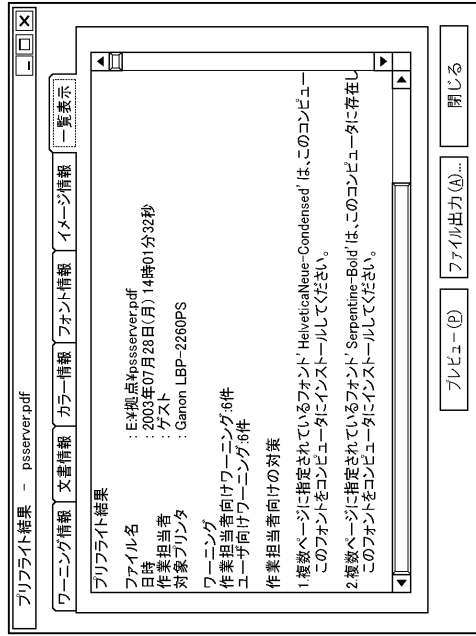 プリフライト結果 - psserver.pdf
ワーニング情報 文書情報 カラー情報 フォント情報 イメージ情報 一覧表示
プリフライト結果
ファイル名 : E:¥拠点¥pssserver.pdf
日時 : 2003年07月28日(月) 14時01分32秒
作業担当者 : ゲスト
対象プリンタ : Ganon LBP-2260PS
ワーニング
作業担当者向けワーニング:6件
ユーザ向けワーニング:6件
作業担当者向けの対策
1.複数ページに指定されているフォント' HelveticaNeue-Condensed' は、このコンピュー
このフォントをコンピュータにインストールしてください。
2.複数ページに指定されているフォント' Serpentine-Bold' は、このコンピュータに存在し
このフォントをコンピュータにインストールしてください。
プレビュー(P) ファイル出力(A)... 閉じる